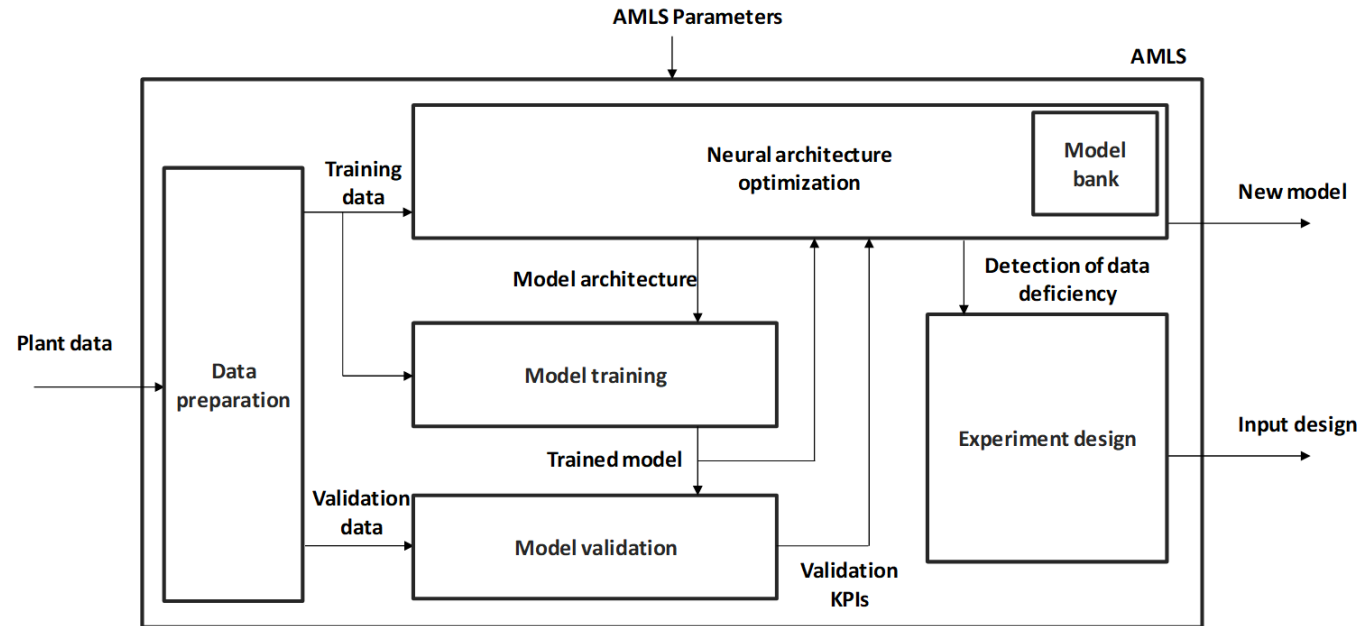 AMLS Parameters
AMLS
Neural architecture
optimization
Model
bank
Training
data
New model
Model architecture
Detection of data
deficiency
Plant data
Data
preparation
Model training
Experiment design
Input design
Trained model
Validation
data
Model validation
Validation
KPIs